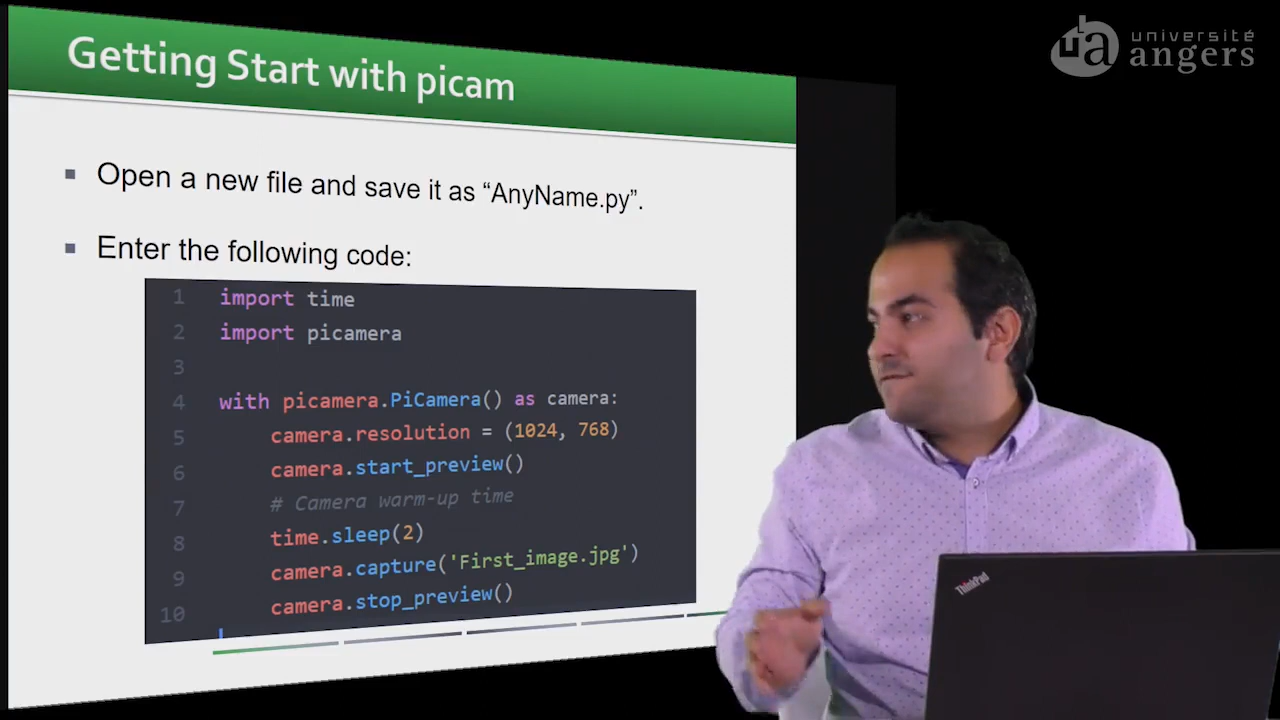 université
angers
Getting Start with picam
Open a new file and save it as “AnyName.py”.
Enter the following code:
1 import time
2 import picamera
3
4 with picamera.PiCamera() as camera:
5 camera.resolution = (1024, 768)
6 camera.start_preview()
7 # Camera warm-up time
8 time.sleep(2)
9 camera.capture('First_image.jpg')
10 camera.stop_preview()
ThinkPad